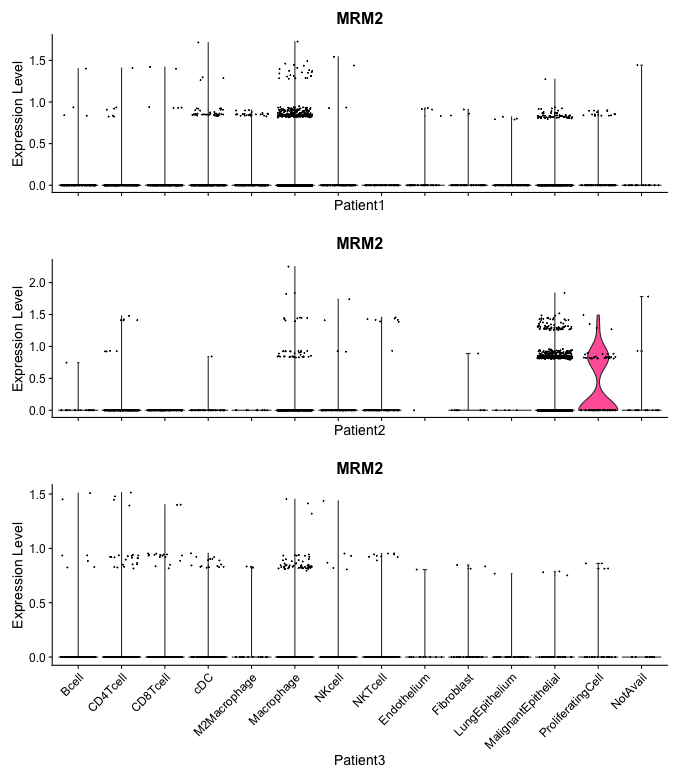 MRM2
Expression Level
1.5
1.0
0.5
0.0
Patient1
MRM2
Expression Level
2.0
1.5
1.0
0.5
0.0
Patient2
MRM2
Expression Level
1.5
1.0
0.5
0.0
Bcell
CD4Tcell
CD8Tcell
cDC
M2Macrophage
Macrophage
NKcell
NKTcell
Endothelium
Fibroblast
LungEpithelium
MalignantEpithelial
ProliferatingCell
NotAvail
Patient3